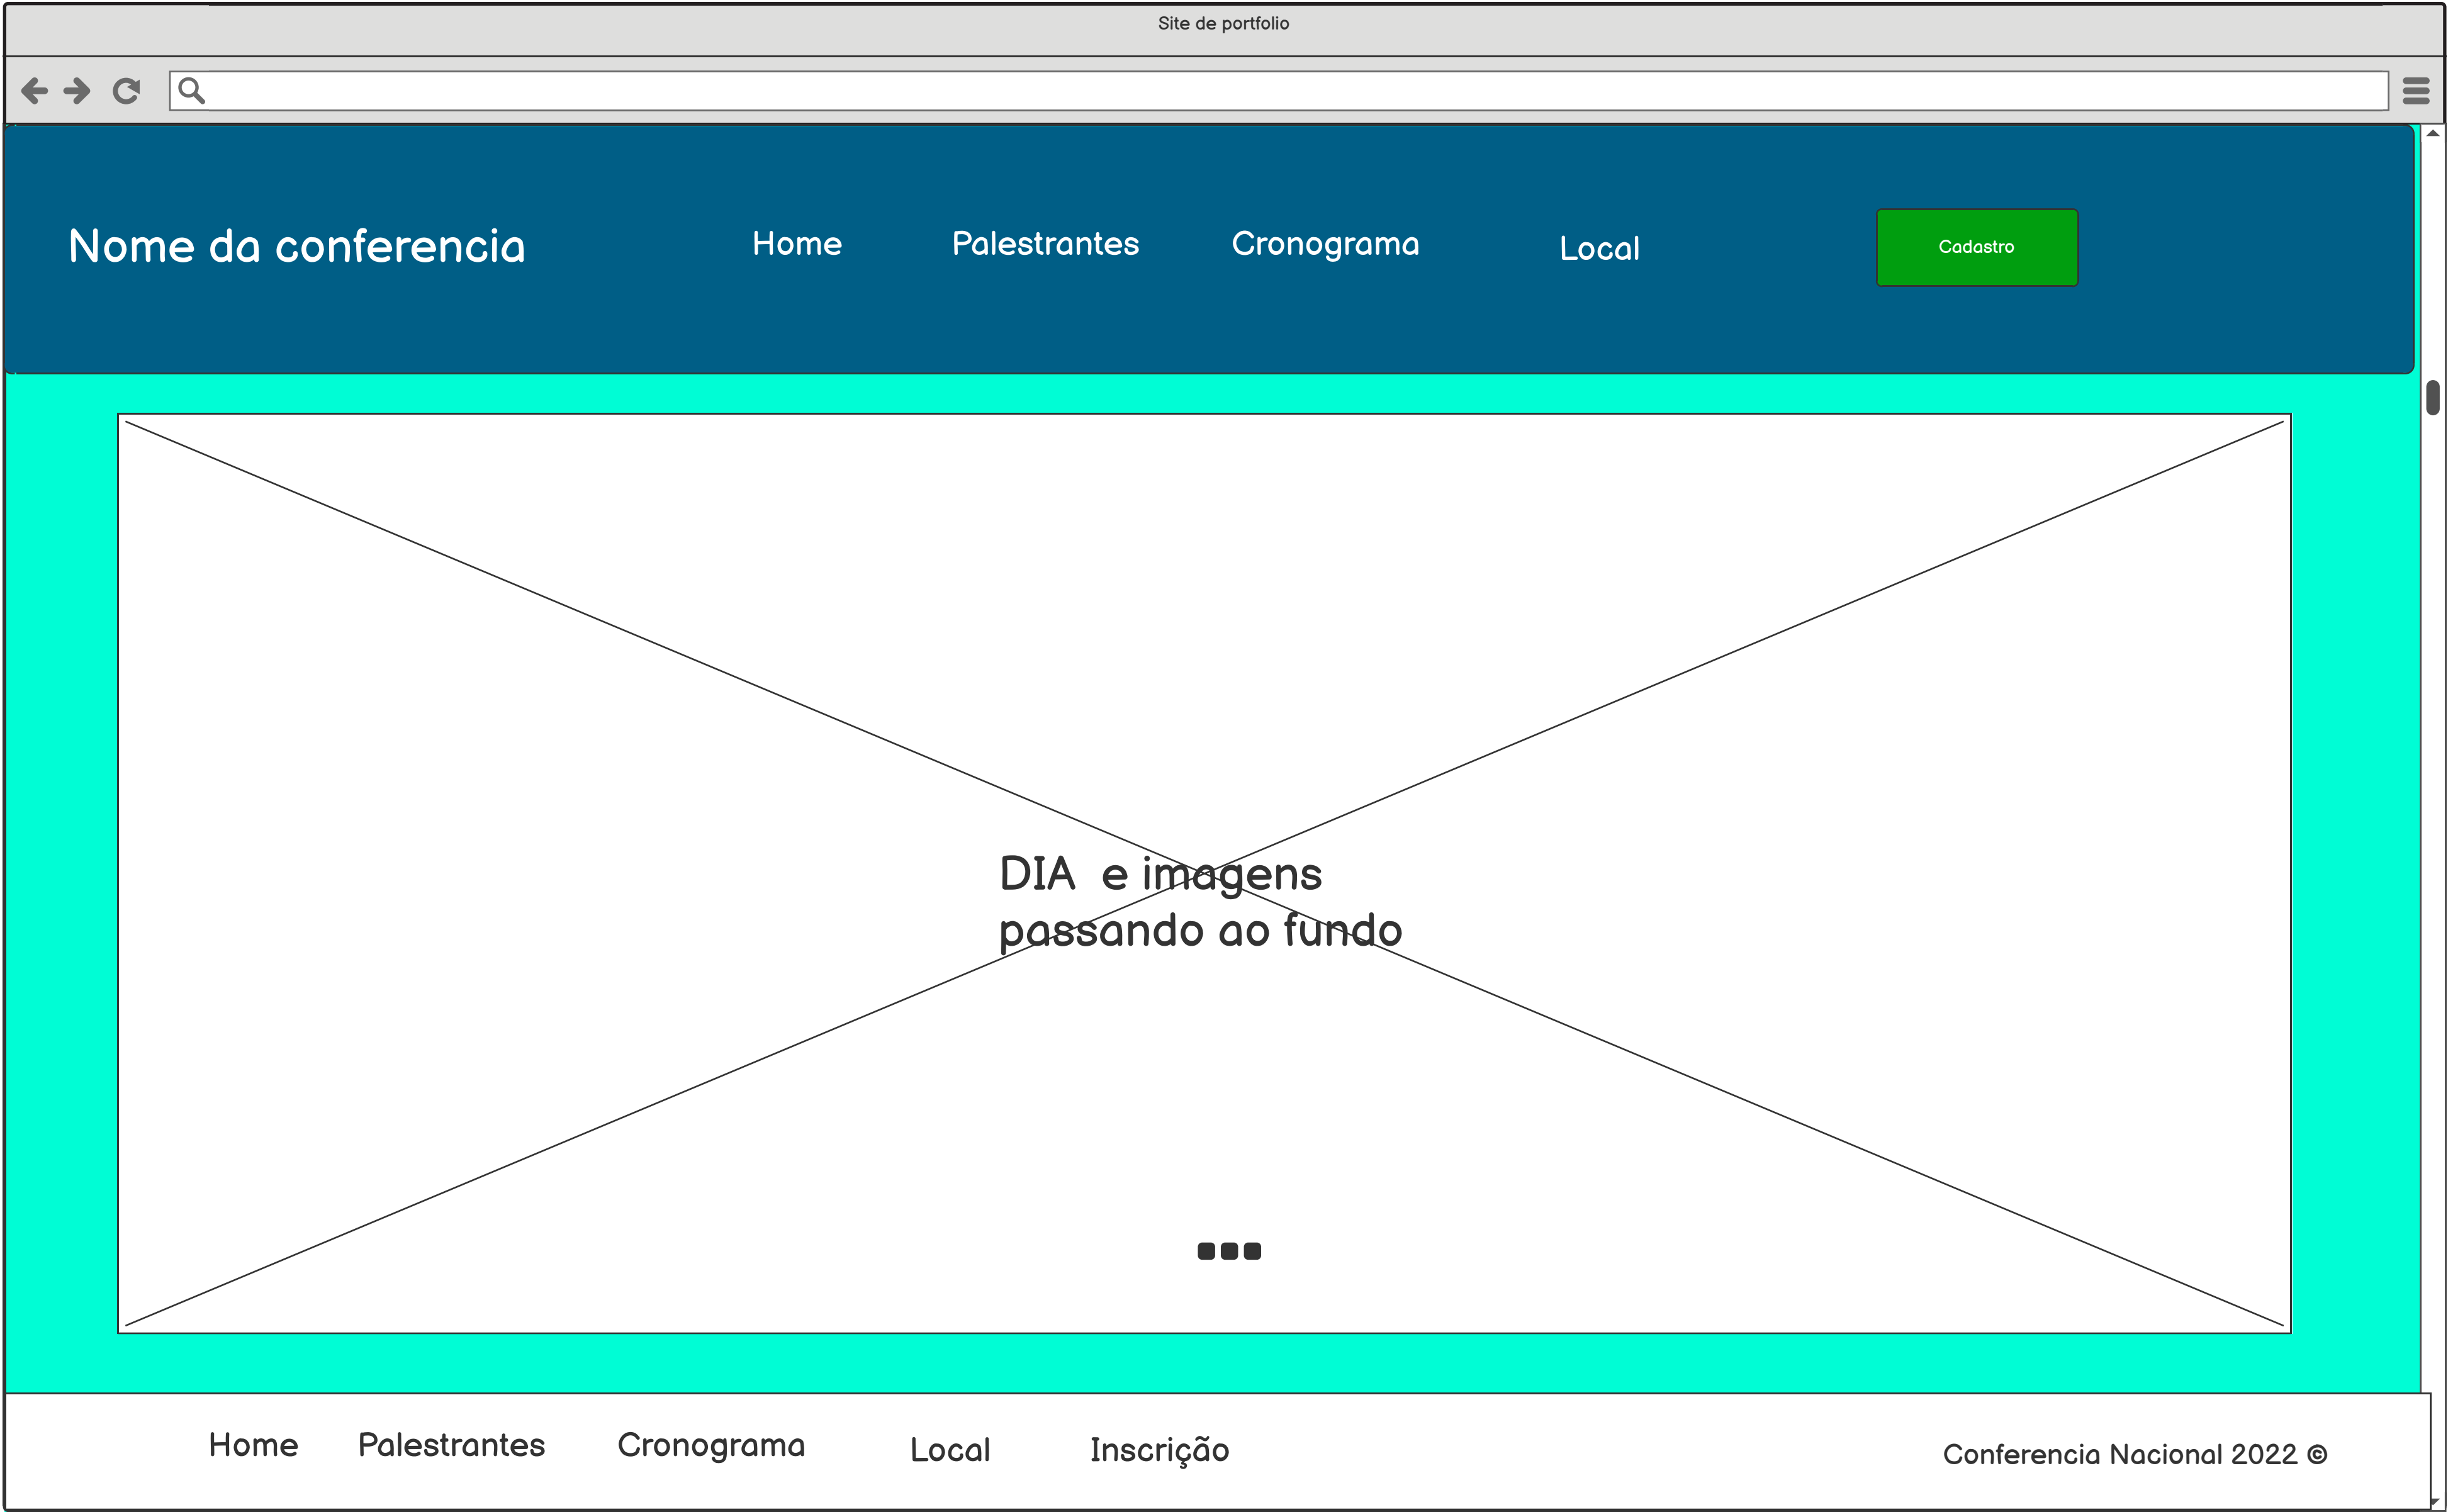 Site de portfolio
Nome da conferencia
Home
Palestrantes
Cronograma
Local
Cadastro
DIA e imagens
passando ao fundo
Home
Palestrantes
Cronograma
Local
Inscrição
Conferencia Nacional 2022 ©